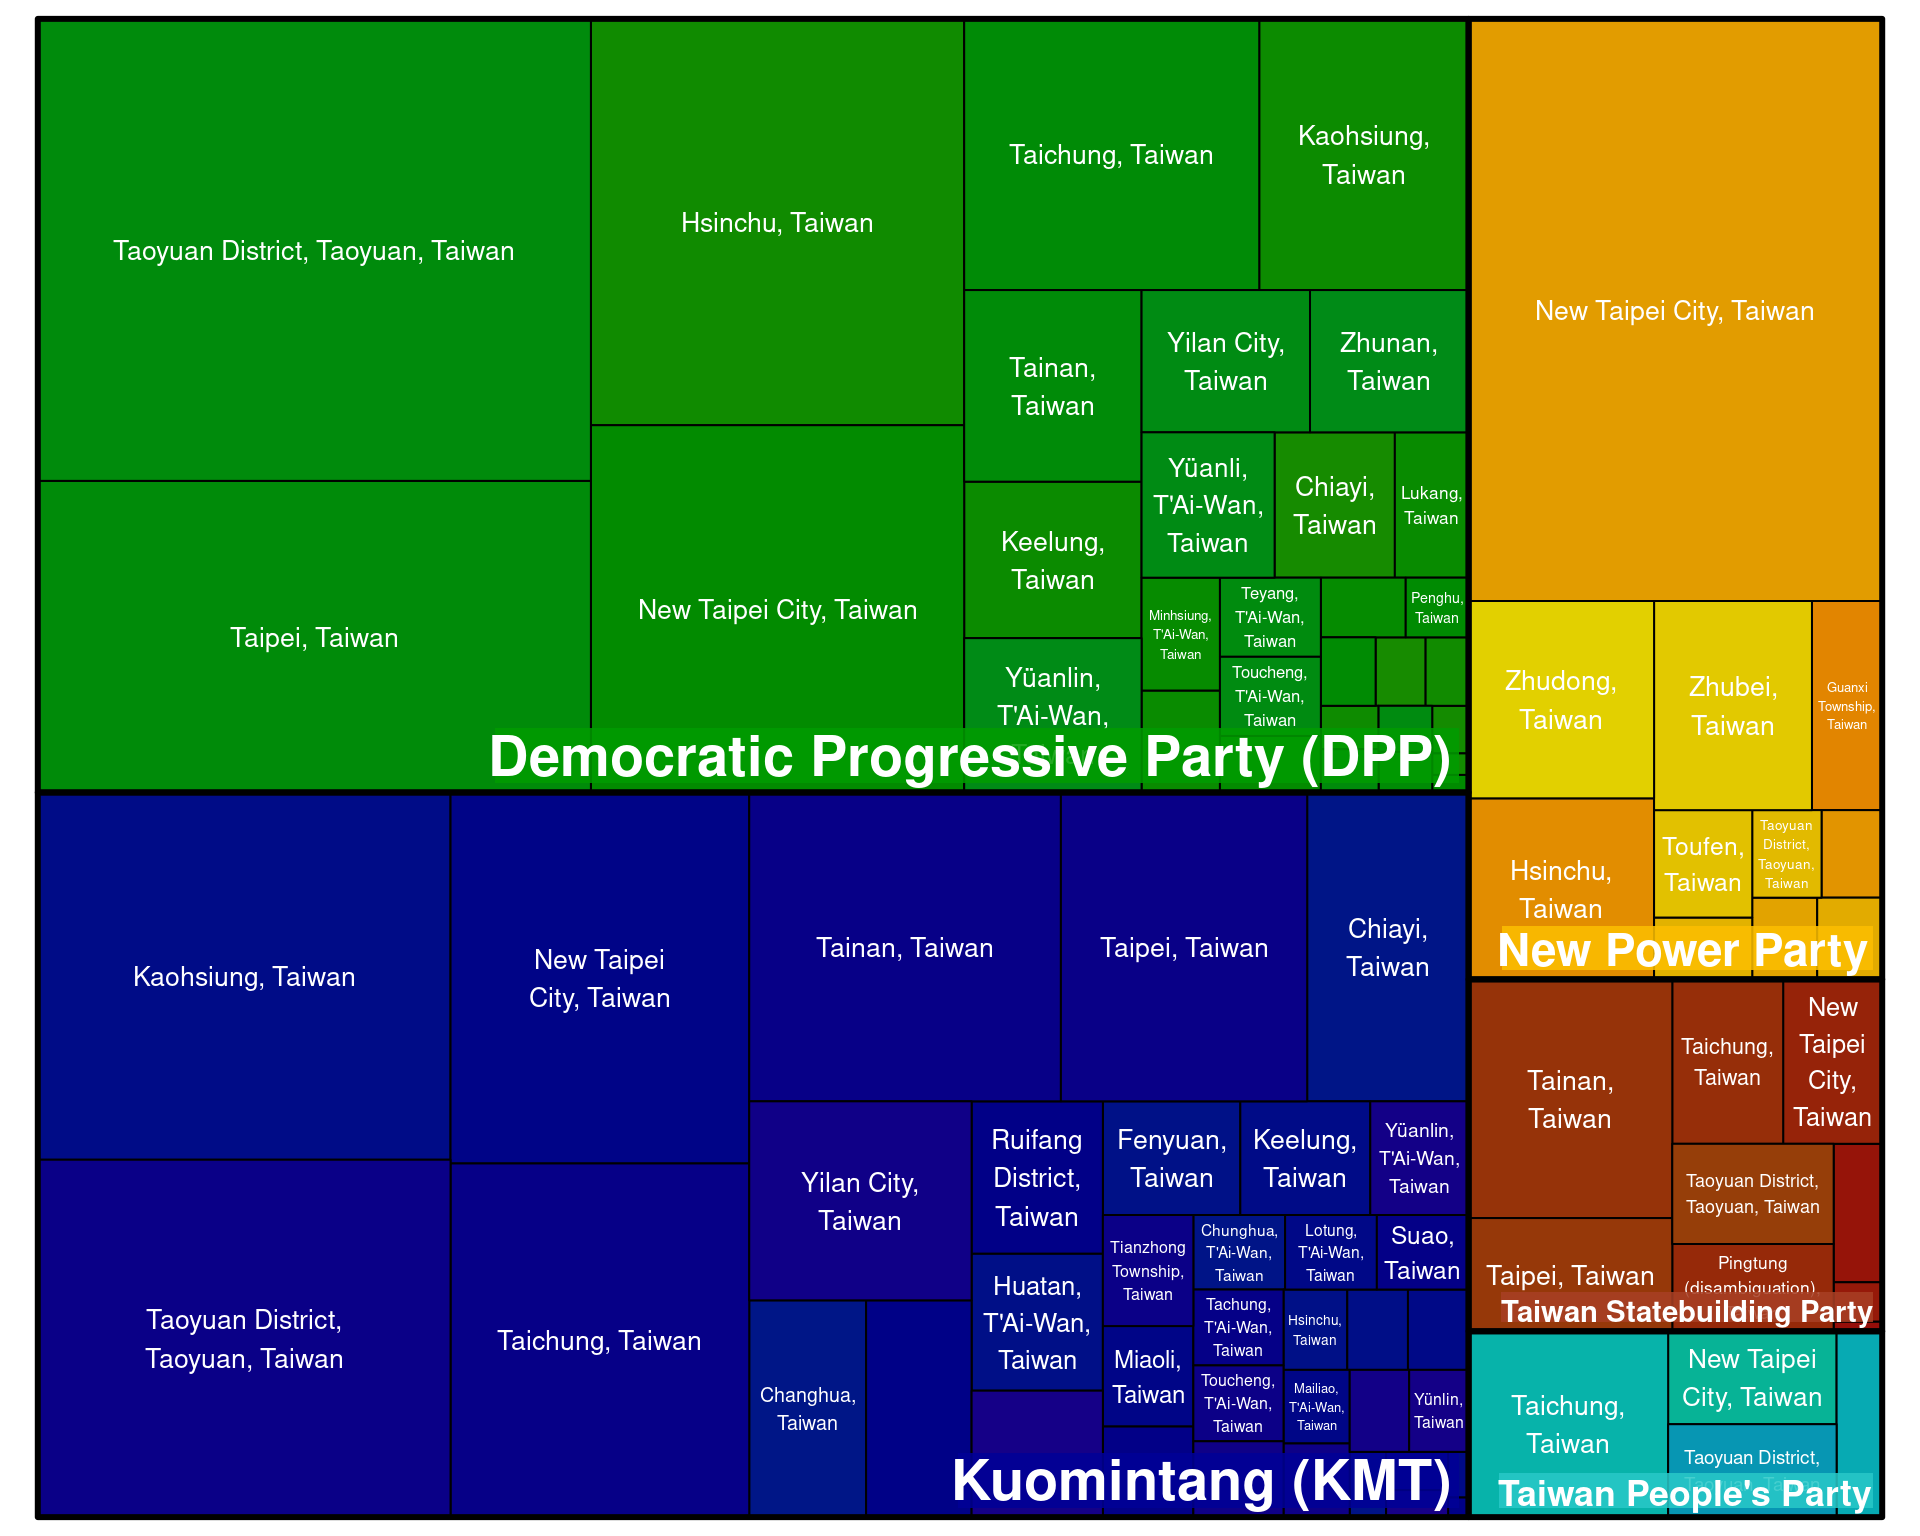 Taoyuan District, Taoyuan, Taiwan
Taipei, Taiwan
Hsinchu, Taiwan
New Taipei City, Taiwan
Taichung, Taiwan
Kaohsiung,
Taiwan
Tainan,
Taiwan
Yilan City,
Taiwan
Zhunan,
Taiwan
Yüanli,
T'Ai-Wan,
Taiwan
Chiayi,
Taiwan
Lukang,
Taiwan
Keelung,
Taiwan
Minhsiung,
T'Ai-Wan,
Taiwan
Teyang,
T'Ai-Wan,
Taiwan
Penghu,
Taiwan
Toucheng,
T'Ai-Wan,
Taiwan
Yüanlin,
T'Ai-Wan,
Democratic Progressive Party (DPP)
Kaohsiung, Taiwan
Taoyuan District,
Taoyuan, Taiwan
New Taipei
City, Taiwan
Taichung, Taiwan
Tainan, Taiwan
Taipei, Taiwan
Chiayi,
Taiwan
Yilan City,
Taiwan
Changhua,
Taiwan
Ruifang
District,
Taiwan
Huatan,
T'Ai-Wan,
Taiwan
Fenyuan,
Taiwan
Keelung,
Taiwan
Yüanlin,
T'Ai-Wan,
Taiwan
Tianzhong
Township,
Taiwan
Miaoli,
Taiwan
Chunghua,
T'Ai-Wan,
Taiwan
Lotung,
T'Ai-Wan,
Taiwan
Suao,
Taiwan
Tachung,
T'Ai-Wan,
Taiwan
Hsinchu,
Taiwan
Toucheng,
T'Ai-Wan,
Taiwan
Mailiao,
T'Ai-Wan,
Taiwan
Yünlin,
Taiwan
Kuomintang (KMT)
New Taipei City, Taiwan
Zhudong,
Taiwan
Zhubei,
Taiwan
Guanxi
Township,
Taiwan
Hsinchu,
Taiwan
Toufen,
Taiwan
Taoyuan
District,
Taoyuan,
Taiwan
New Power Party
Tainan,
Taiwan
Taipei, Taiwan
Taichung,
Taiwan
New
Taipei
City,
Taiwan
Taoyuan District,
Taoyuan, Taiwan
Pingtung
(disambiguation),
Taiwan Statebuilding Party
Taichung,
Taiwan
New Taipei
City, Taiwan
Taoyuan District,
Taiwan People's Party